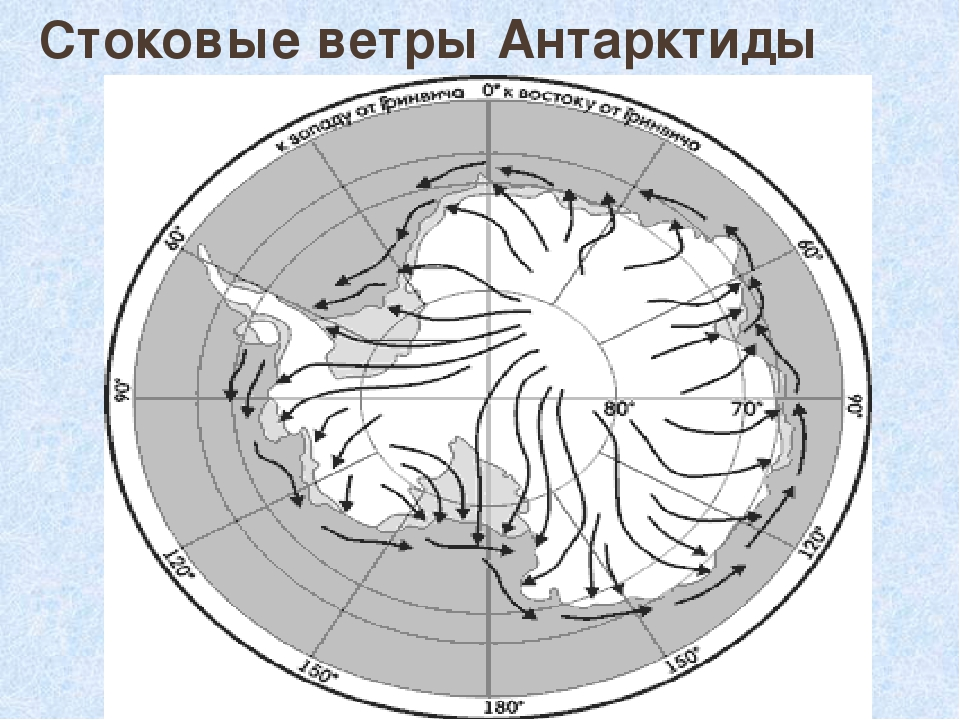 Стоковые ветры Антарктиды
к западу от Гринвича 0° к востоку от Гринвича
60° 60°
90° 80° 70° 90°
120° 120°
150° 150°
180°